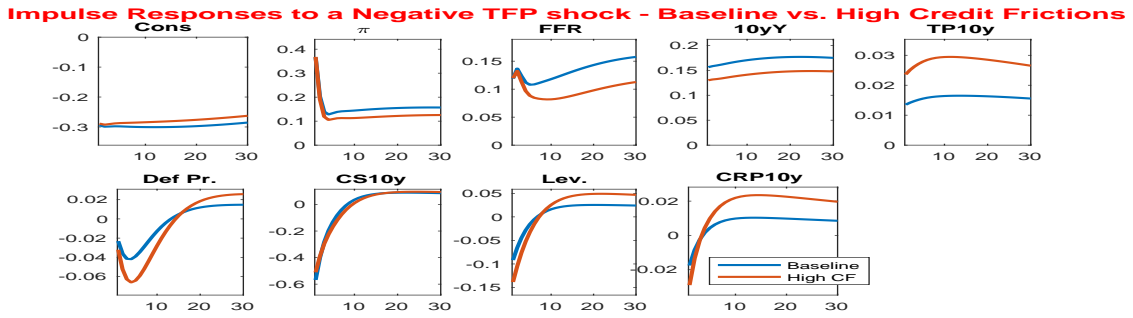 Impulse Responses to a Negative TFP shock - Baseline vs. High Credit Frictions
Cons
π
FFR
10yY
TP10y
0
-0.1
-0.2
-0.3
10 20 30
0.4
0.3
0.2
0.1
0
10 20 30
0.15
0.1
0.05
0
10 20 30
0.2
0.15
0.1
0.05
0
10 20 30
0.03
0.02
0.01
0
10 20 30
Def Pr.
CS10y
Lev.
CRP10y
0.02
0
-0.02
-0.04
-0.06
10 20 30
0
-0.2
-0.4
-0.6
10 20 30
0.05
0
-0.05
-0.1
-0.15
10 20 30
0.02
0
0.02
10 20 30
Baseline
High CF